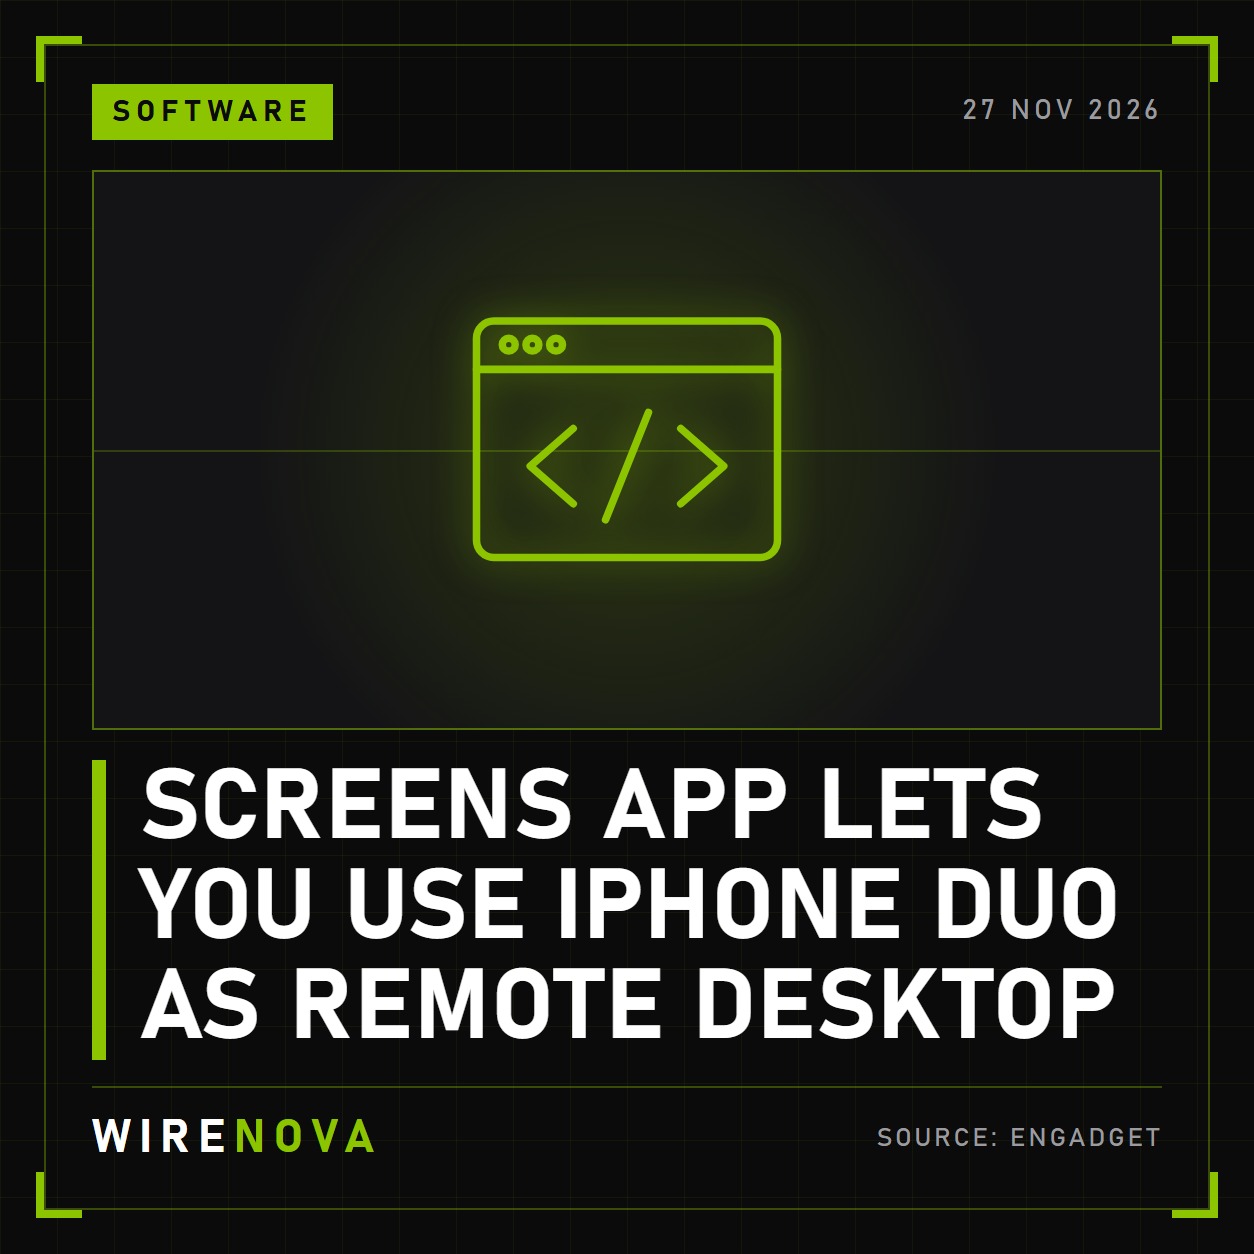 SOFTWARE
27 NOV 2026
</>
SCREENS APP LETS
YOU USE IPHONE DUO
AS REMOTE DESKTOP
WIRENOVA
SOURCE: ENGADGET